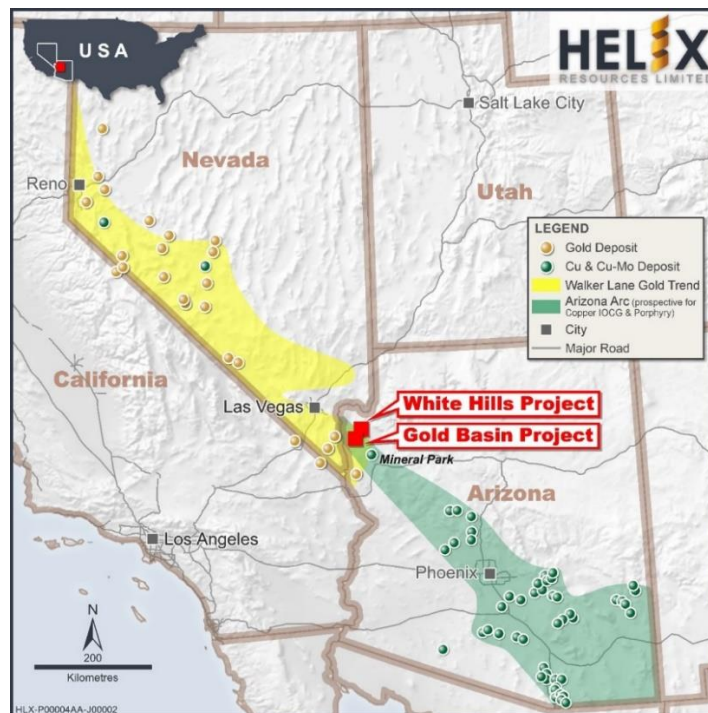 USA
HELIX
RESOURCES LIMITED
Salt Lake City
Nevada
Reno
Utah
LEGEND
Gold Deposit
Cu & Cu-Mo Deposit
Walker Lane Gold Trend
Arizona Arc (prospective for
Coppor IOCG & Porphyry)
City
Major Road
California
Las Vegas
White Hills Project
Gold Basin Project
Mineral Park
Arizona
Los Angeles
Phoenix
N
200
Kilometres
HLX-P00004AA-J00002